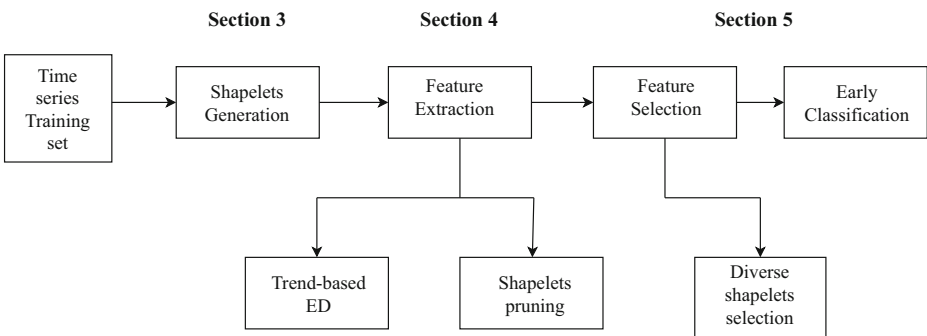 Section 3
Section 4
Section 5
Time
series
Training
set
Shapelets
Generation
Feature
Extraction
Feature
Selection
Early
Classification
Trend-based
ED
Shapelets
pruning
Diverse
shapelets
selection